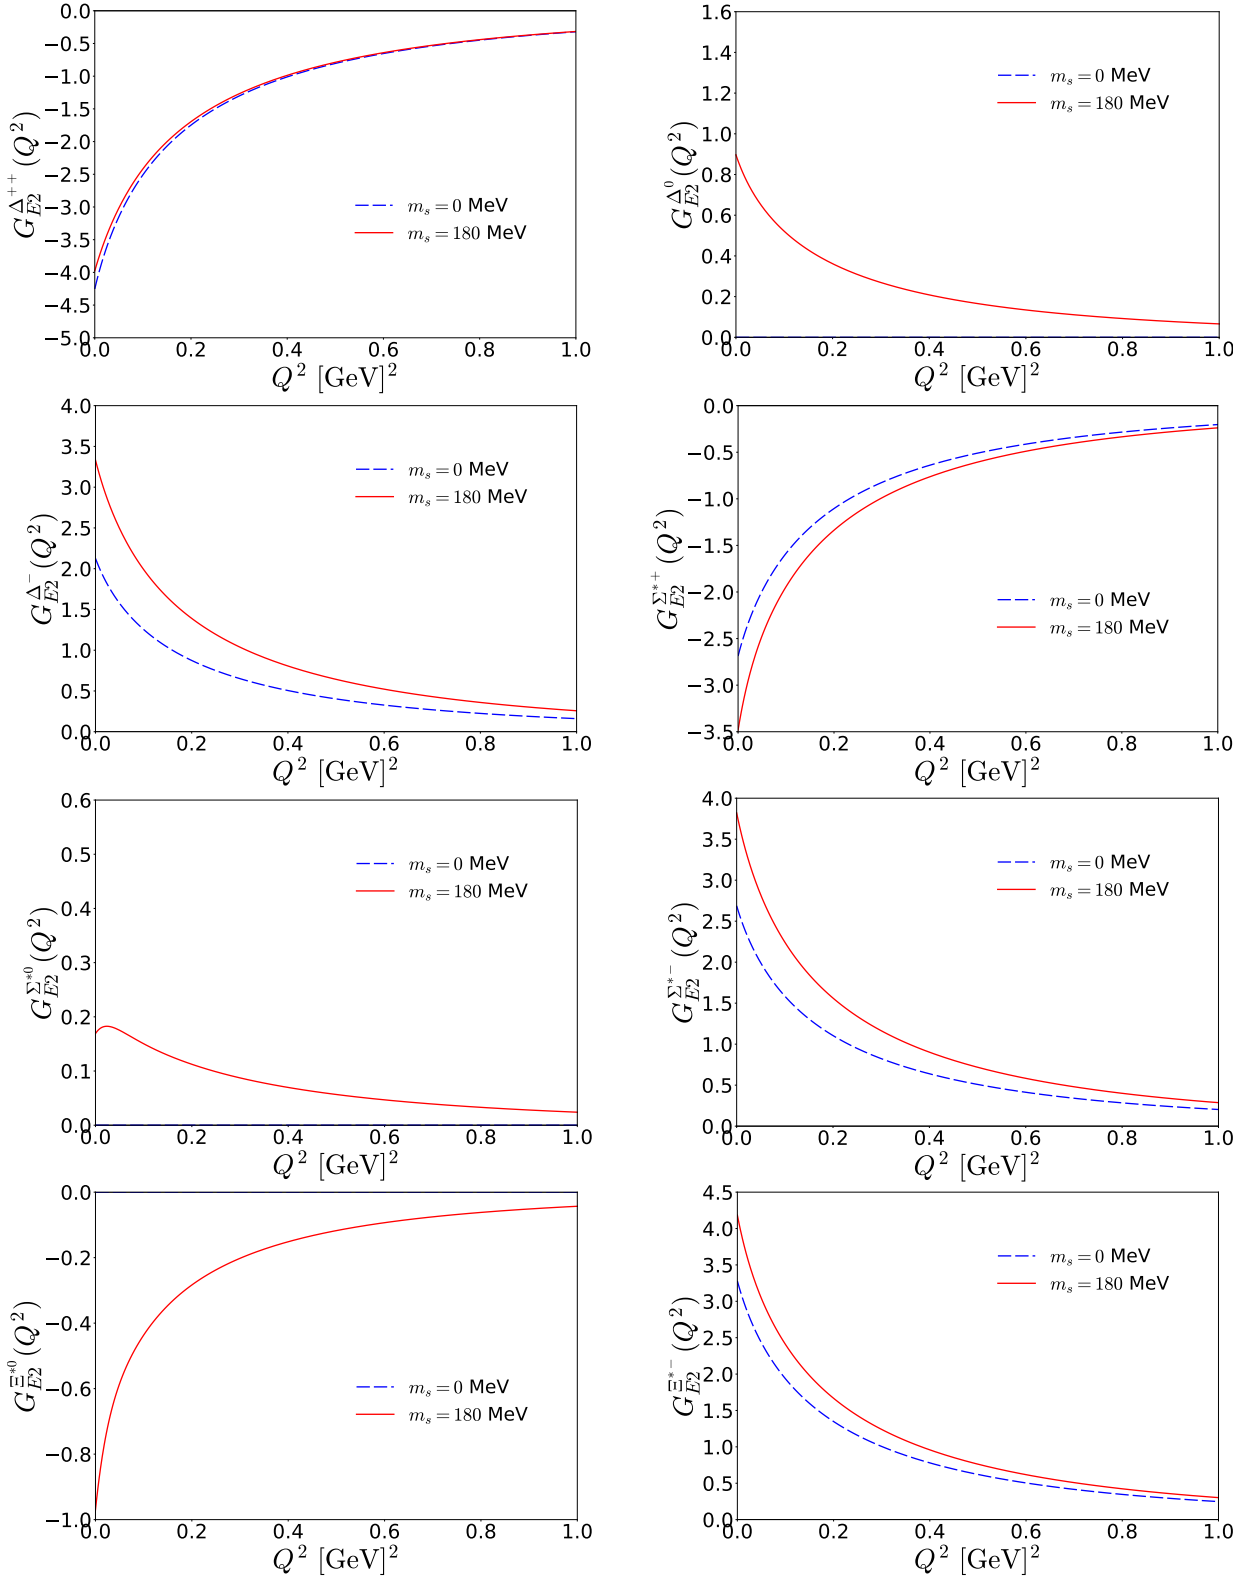 0.0
−0.5
−1.0
−1.5
−2.0
−2.5
−3.0
−3.5
−4.0
−4.5
−5.0
G_{E2}^{Δ^{++}}(Q^2)
m_s = 0 MeV
m_s = 180 MeV
0.0 0.2 0.4 0.6 0.8 1.0
Q^2 [GeV]^2
1.6
1.4
1.2
1.0
0.8
0.6
0.4
0.2
0.0
G_{E2}^{Δ^0}(Q^2)
m_s = 0 MeV
m_s = 180 MeV
0.0 0.2 0.4 0.6 0.8 1.0
Q^2 [GeV]^2
4.0
3.5
3.0
2.5
2.0
1.5
1.0
0.5
0.0
G_{E2}^{Δ^−}(Q^2)
m_s = 0 MeV
m_s = 180 MeV
0.0 0.2 0.4 0.6 0.8 1.0
Q^2 [GeV]^2
0.0
−0.5
−1.0
−1.5
−2.0
−2.5
−3.0
−3.5
G_{E2}^{Σ^{*+}}(Q^2)
m_s = 0 MeV
m_s = 180 MeV
0.0 0.2 0.4 0.6 0.8 1.0
Q^2 [GeV]^2
0.6
0.5
0.4
0.3
0.2
0.1
0.0
G_{E2}^{Σ^{*0}}(Q^2)
m_s = 0 MeV
m_s = 180 MeV
0.0 0.2 0.4 0.6 0.8 1.0
Q^2 [GeV]^2
4.0
3.5
3.0
2.5
2.0
1.5
1.0
0.5
0.0
G_{E2}^{Σ^{*−}}(Q^2)
m_s = 0 MeV
m_s = 180 MeV
0.0 0.2 0.4 0.6 0.8 1.0
Q^2 [GeV]^2
0.0
−0.2
−0.4
−0.6
−0.8
−1.0
G_{E2}^{Ξ^{*0}}(Q^2)
m_s = 0 MeV
m_s = 180 MeV
0.0 0.2 0.4 0.6 0.8 1.0
Q^2 [GeV]^2
4.5
4.0
3.5
3.0
2.5
2.0
1.5
1.0
0.5
0.0
G_{E2}^{Ξ^{*−}}(Q^2)
m_s = 0 MeV
m_s = 180 MeV
0.0 0.2 0.4 0.6 0.8 1.0
Q^2 [GeV]^2